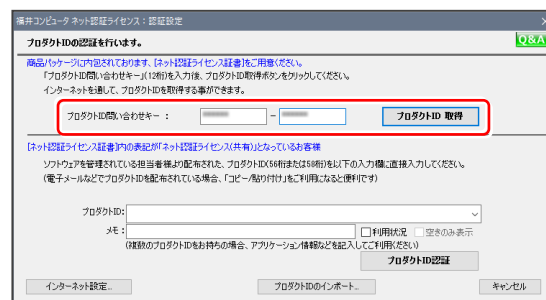 福井コンピュータ ネット認証ライセンス：認証設定
プロダクトIDの認証を行います。
Q&A
商品パッケージに内包されております、[ネット認証ライセンス証書]をご用意ください。
「プロダクトID問い合わせキー」(12桁)を入力後、プロダクトID取得ボタンをクリックしてください。
インターネットを通して、プロダクトIDを取得する事ができます。
プロダクトID問い合わせキー：
-
プロダクトID 取得
[ネット認証ライセンス証書]内の表記が「ネット認証ライセンス(共有)」となっているお客様
ソフトウェアを管理されている担当者様より配布された、プロダクトID(56桁または58桁)を以下の入力欄に直接入力してください。
(電子メールなどでプロダクトIDを配布されている場合、「コピー/貼り付け」をご利用になると便利です)
プロダクトID:
メモ：
利用状況
空きのみ表示
(複数のプロダクトIDをお持ちの場合、アプリケーション情報などを記入してご利用ください)
プロダクトID認証
インターネット設定...
プロダクトIDのインポート...
キャンセル